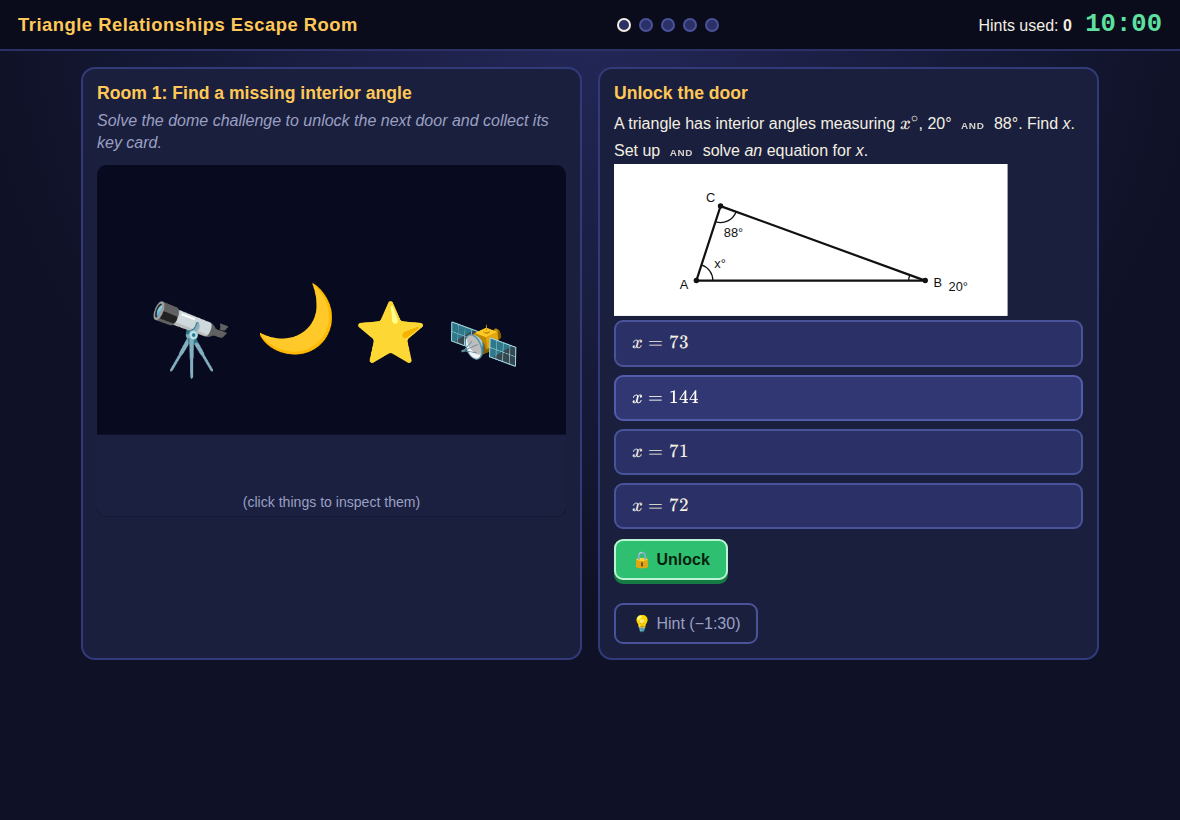 Triangle Relationships Escape Room
Hints used: 0 10:00
Room 1: Find a missing interior angle
Solve the dome challenge to unlock the next door and collect its
key card.
(click things to inspect them)
Unlock the door
A triangle has interior angles measuring x°, 20° AND 88°. Find x.
Set up AND solve an equation for x.
C
88°
x°
A
B 20°
x = 73
x = 144
x = 71
x = 72
🔒 Unlock
💡 Hint (−1:30)